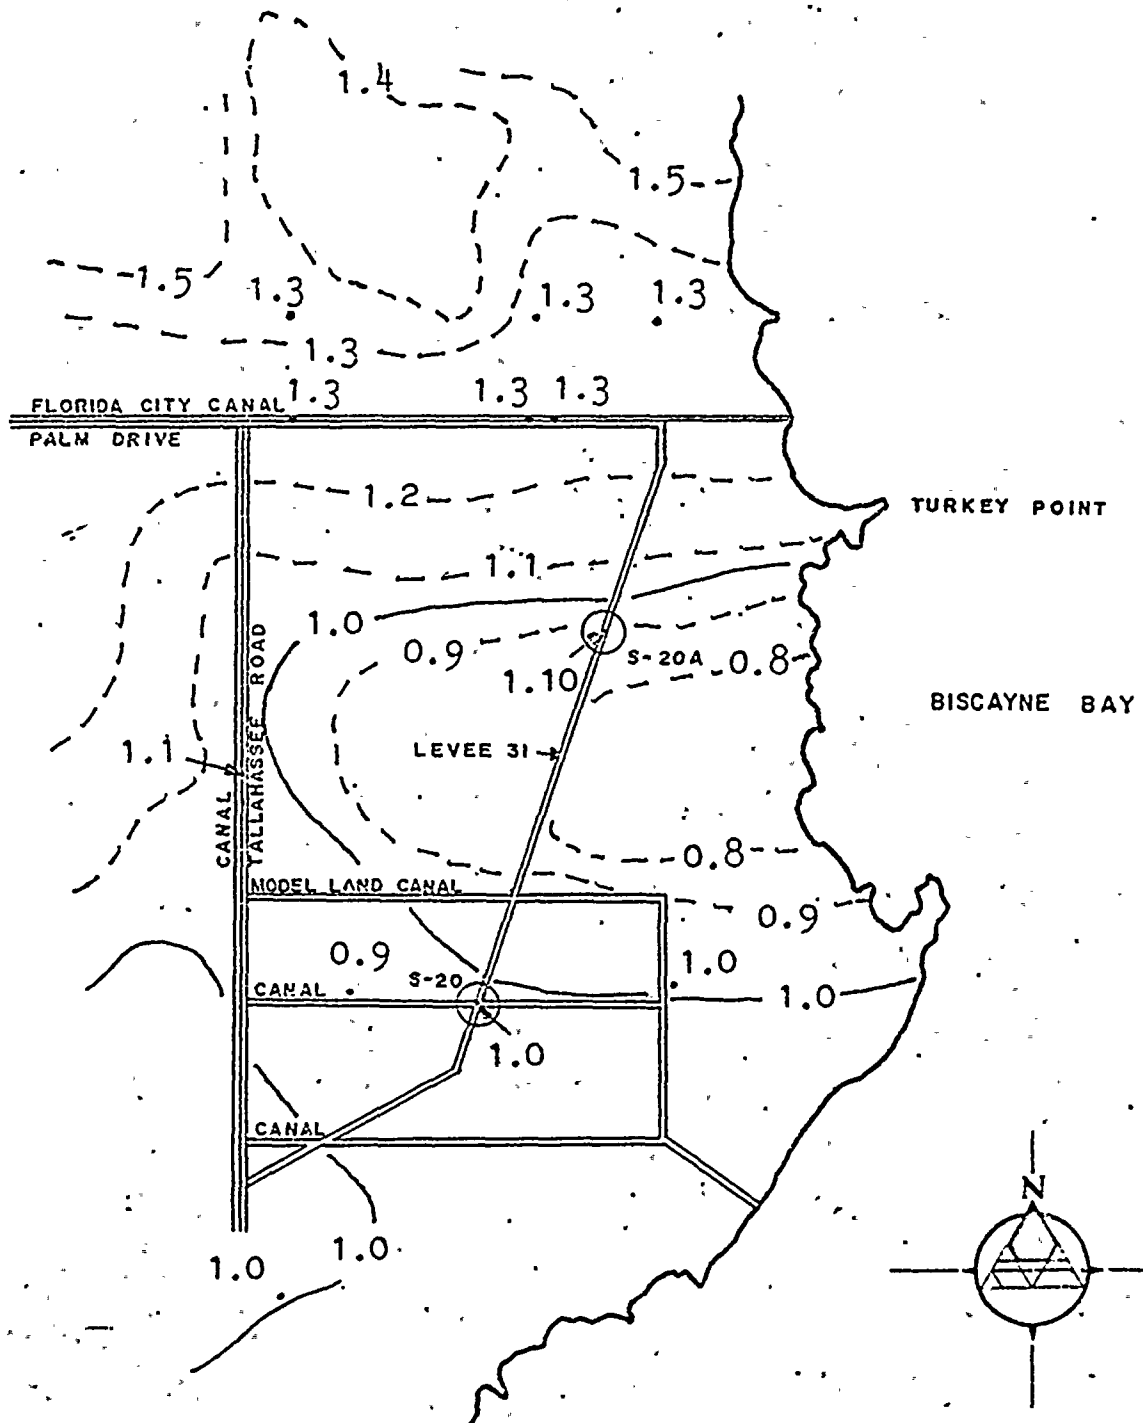 1.4
1.5
1.5
1.3
1.3
1.3
1.3
1.3
1.3
1.3
FLORIDA CITY CANAL
PALM DRIVE
1.2
TURKEY POINT
1.1
1.0
TALLAHASSEE ROAD
0.9
S-20A
0.8
1.10
BISCAYNE BAY
1.1
LEVEE 31
CANAL
0.8
MODEL LAND CANAL
0.9
0.9
1.0
S-20
CANAL
1.0
1.0
CANAL
N
1.0
1.0